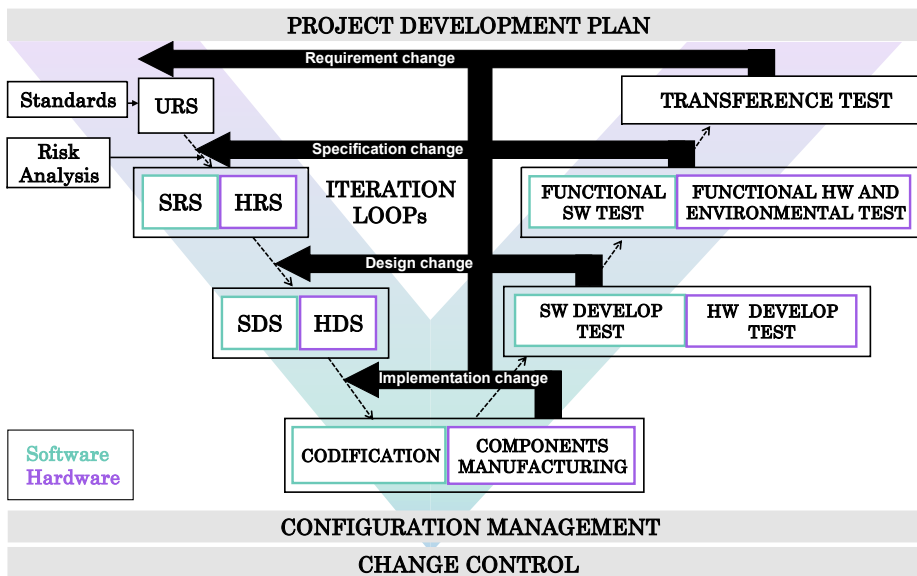 PROJECT DEVELOPMENT PLAN
Requirement change
Standards
URS
TRANSFERENCE TEST
Risk
Analysis
Specification change
SRS
HRS
ITERATION
LOOPs
FUNCTIONAL
SW TEST
FUNCTIONAL HW AND
ENVIRONMENTAL TEST
Design change
SDS
HDS
SW DEVELOP
TEST
HW DEVELOP
TEST
Implementation change
CODIFICATION
COMPONENTS
MANUFACTURING
Software
Hardware
CONFIGURATION MANAGEMENT
CHANGE CONTROL